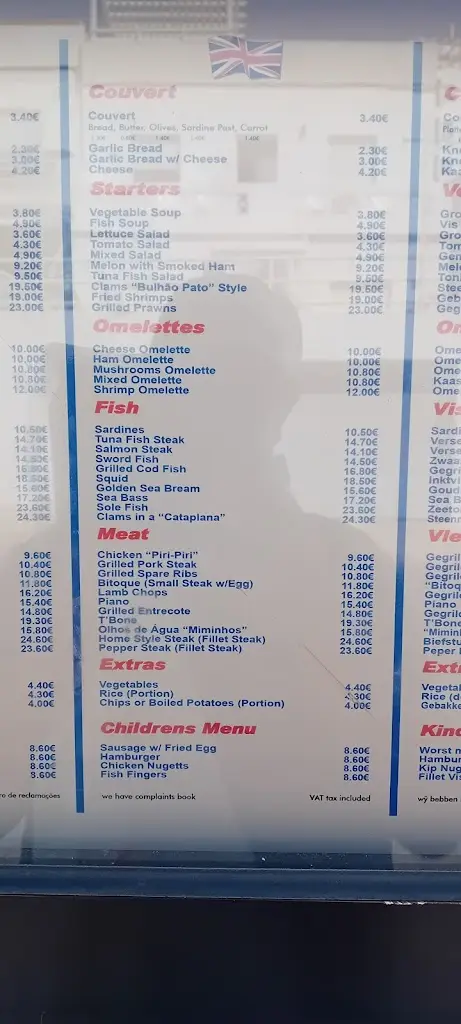 Couvert
Couvert 3.40€
Bread, Butter, Olives, Sardine Past, Carrot
Garlic Bread 2.30€
Garlic Bread w/ Cheese 3.00€
Cheese 4.20€
Starters
Vegetable Soup 3.80€
Fish Soup 4.90€
Lettuce Salad 3.60€
Tomato Salad 4.30€
Mixed Salad 4.90€
Melon with Smoked Ham 9.20€
Tuna Fish Salad 9.50€
Clams "Bulhão Pato" Style 19.50€
Fried Shrimps 19.00€
Grilled Prawns 23.00€
Omelettes
Cheese Omelette 10.00€
Ham Omelette 10.00€
Mushrooms Omelette 10.80€
Mixed Omelette 10.80€
Shrimp Omelette 12.00€
Fish
Sardines 10.50€
Tuna Fish Steak 14.70€
Salmon Steak 14.10€
Sword Fish 14.50€
Grilled Cod Fish 16.80€
Squid 18.50€
Golden Sea Bream 15.60€
Sea Bass 17.20€
Sole Fish 23.60€
Clams in a "Cataplana" 24.30€
Meat
Chicken "Piri-Piri" 9.60€
Grilled Pork Steak 10.40€
Grilled Spare Ribs 10.80€
Bitoque (Small Steak w/Egg) 11.80€
Lamb Chops 16.20€
Piano 15.40€
Grilled Entrecote 14.80€
T'Bone 19.30€
Olhos de Água "Miminhos" 15.80€
Home Style Steak (Fillet Steak) 24.60€
Pepper Steak (Fillet Steak) 23.60€
Extras
Vegetables 4.40€
Rice (Portion) 4.30€
Chips or Boiled Potatoes (Portion) 4.00€
Childrens Menu
Sausage w/ Fried Egg 8.60€
Hamburger 8.60€
Chicken Nugetts 8.60€
Fish Fingers 8.60€
we have complaints book VAT tax included